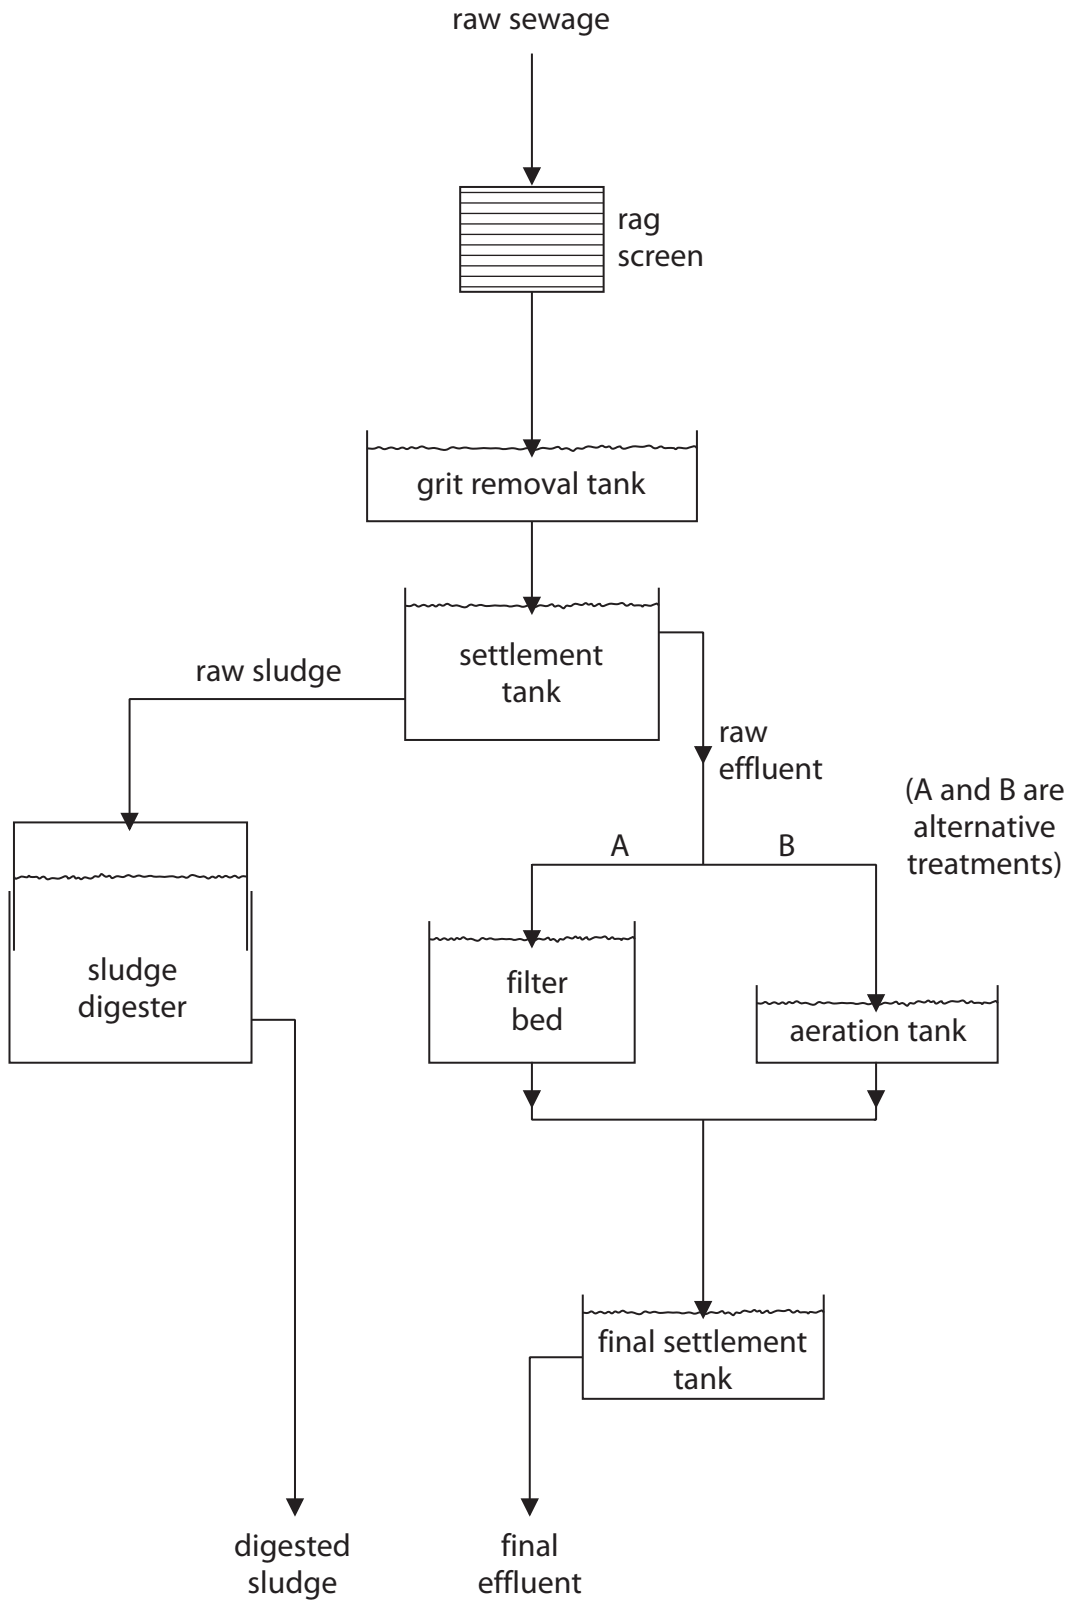 raw sewage
rag
screen
grit removal tank
settlement
tank
raw sludge
raw
effluent
(A and B are
alternative
treatments)
A
B
sludge
digester
filter
bed
aeration tank
final settlement
tank
digested
sludge
final
effluent